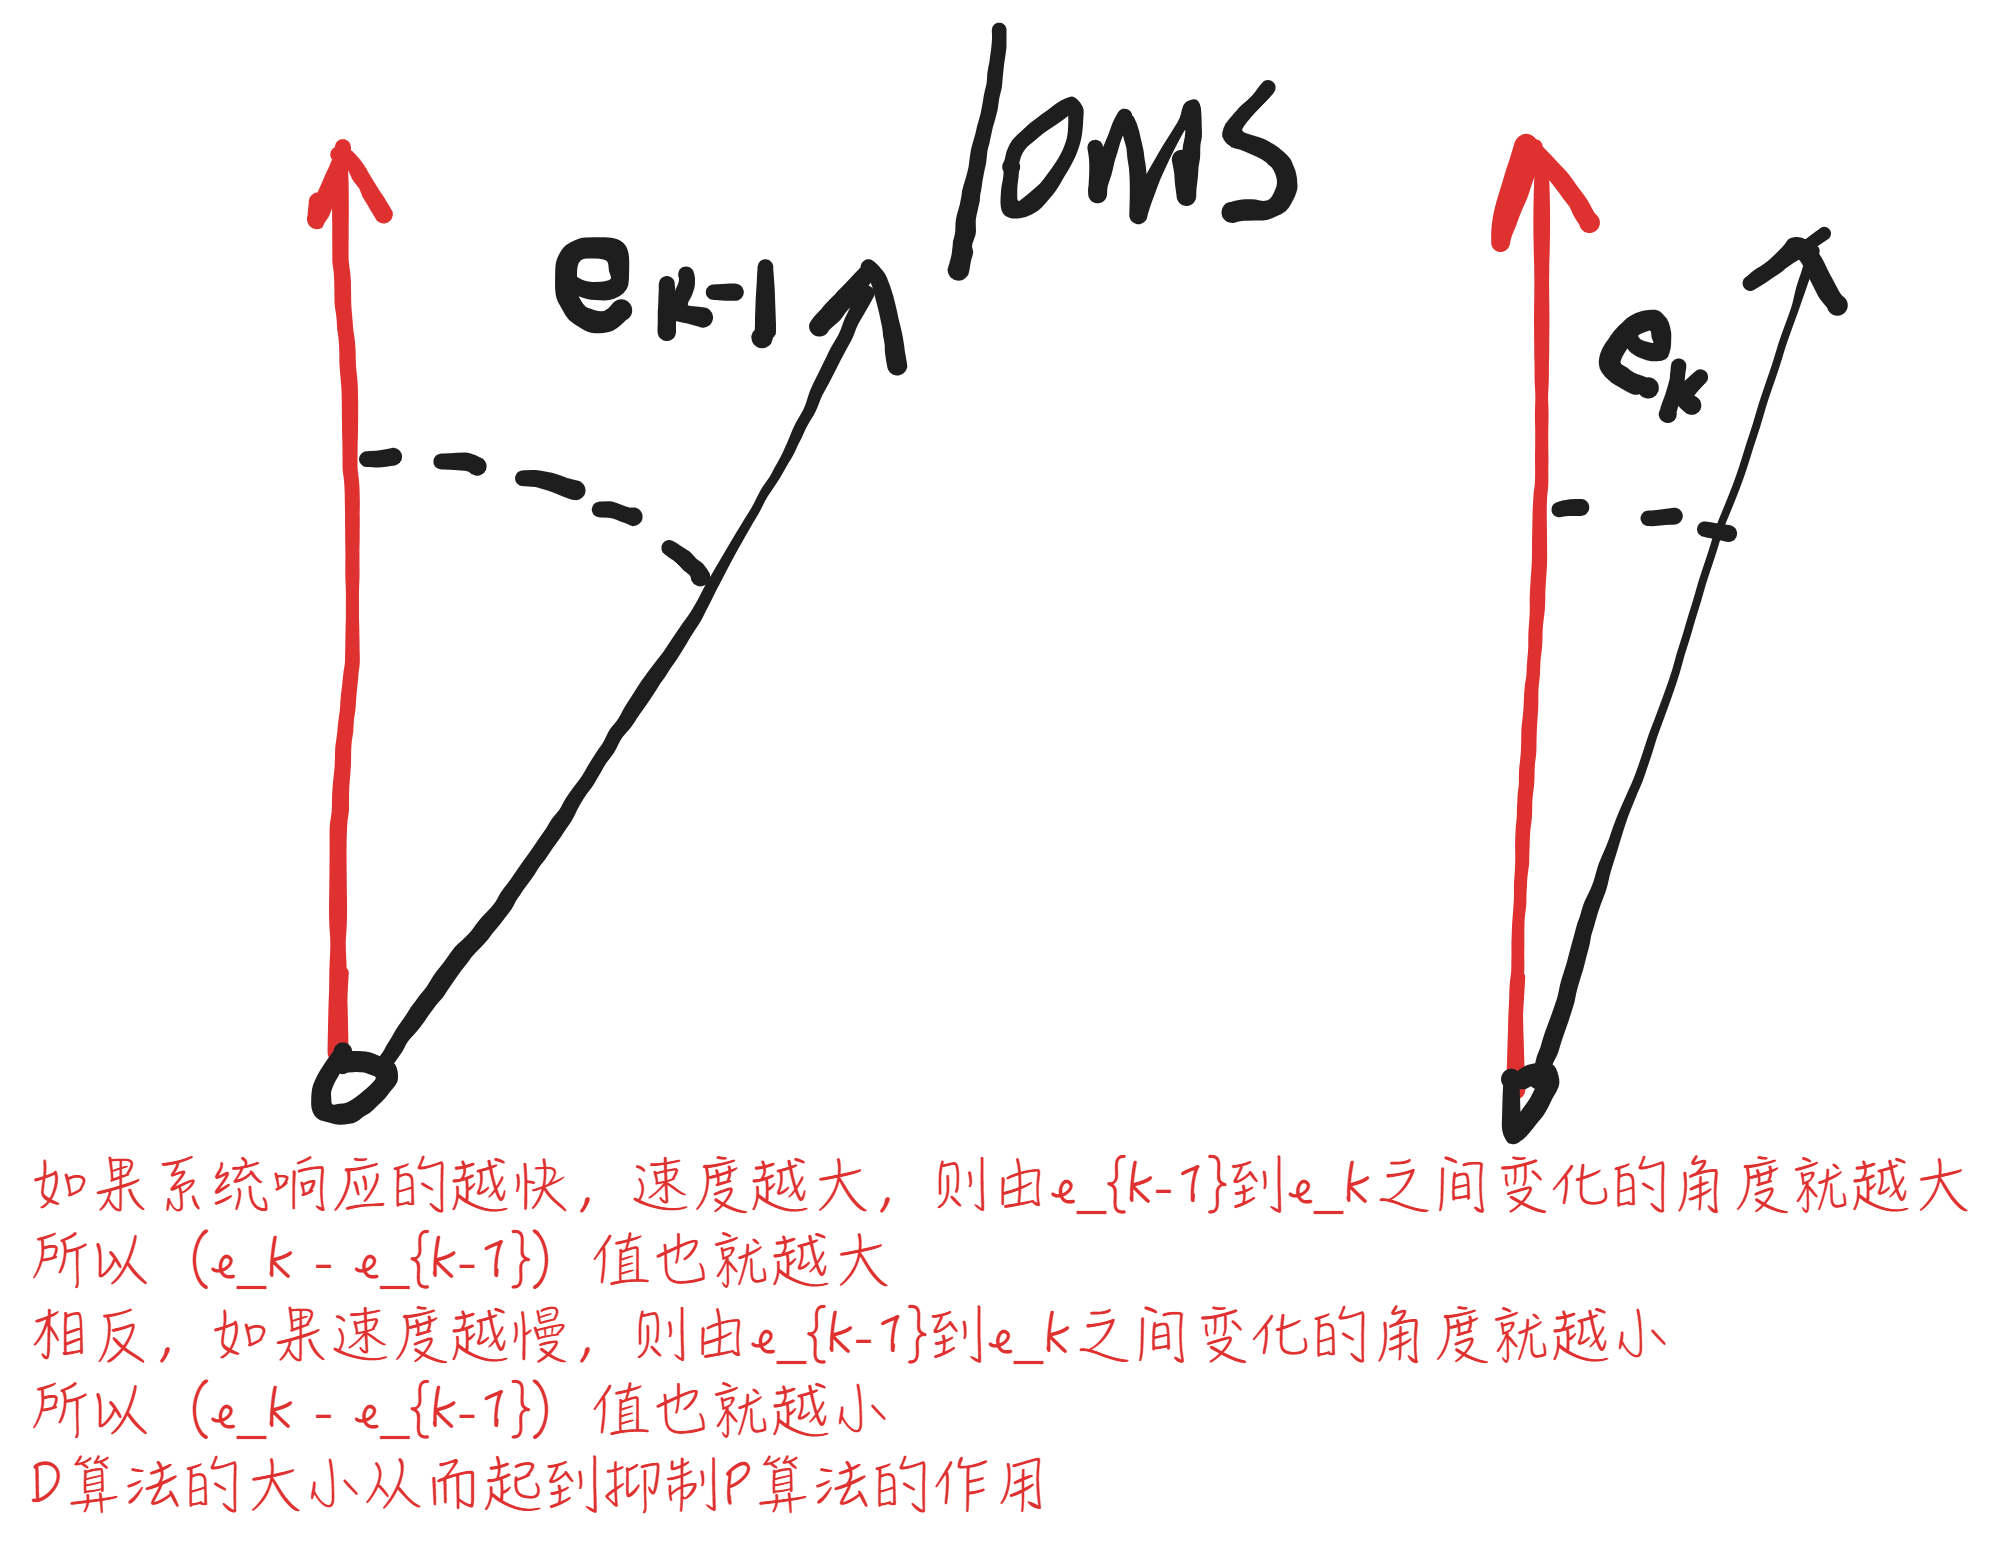 10ms
e_{k-1}
e_k
如果系统响应的越快，速度越大，则由e_{k-1}到e_k之间变化的角度就越大
所以（e_k - e_{k-1}）值也就越大
相反，如果速度越慢，则由e_{k-1}到e_k之间变化的角度就越小
所以（e_k - e_{k-1}）值也就越小
D算法的大小从而起到抑制P算法的作用